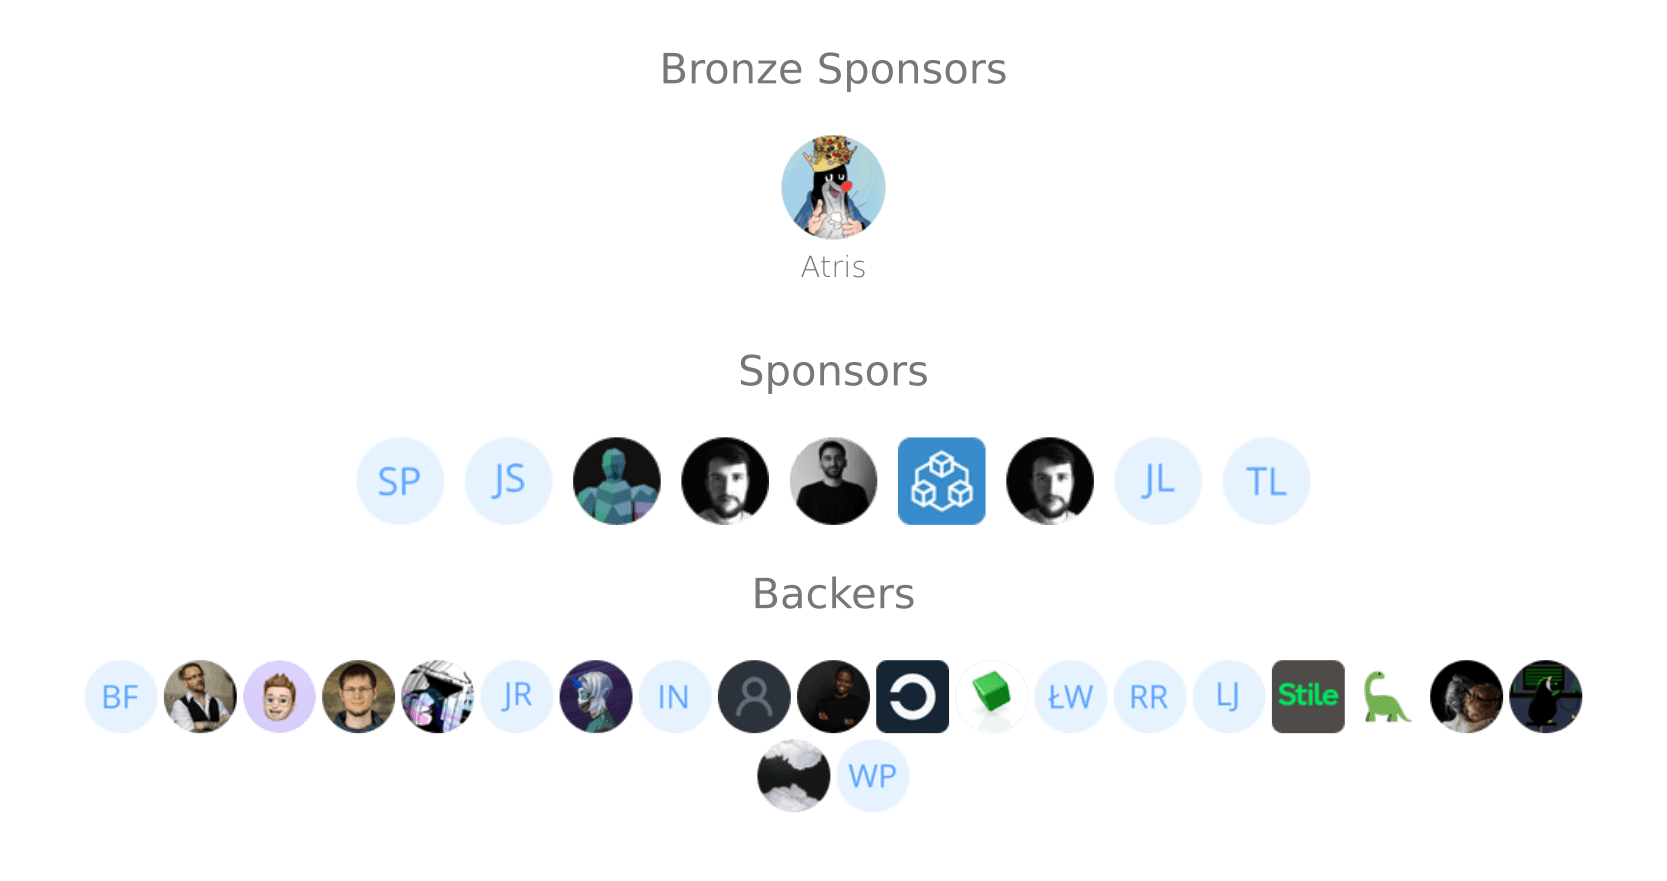 Bronze Sponsors
Atris
Sponsors
SP JS JL TL
Backers
BF JR IN ŁW RR LJ Stile
WP